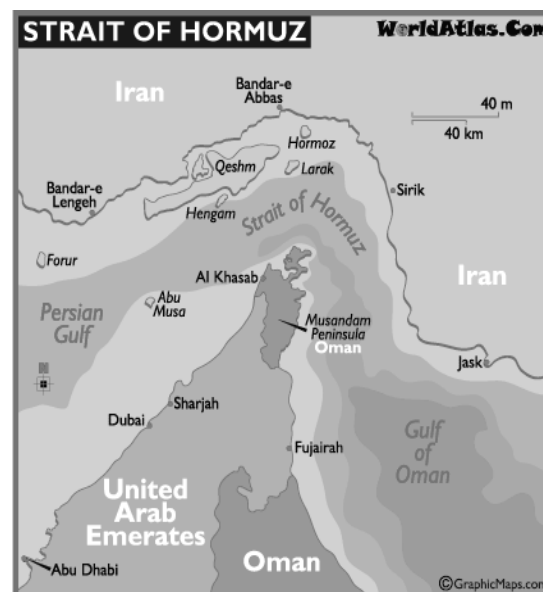 STRAIT OF HORMUZ
WorldAtlas.Com
Iran
Bandar-e
Abbas
40 m
40 km
Hormoz
Qeshm
Larak
Sirik
Bandar-e
Lengeh
Hengam
Strait of Hormuz
Forur
Al Khasab
Iran
Persian
Gulf
Abu
Musa
Musandam
Peninsula
Oman
Jask
Sharjah
Dubai
Fujairah
Gulf
of
Oman
United
Arab
Emerates
Oman
Abu Dhabi
©GraphicMaps.com